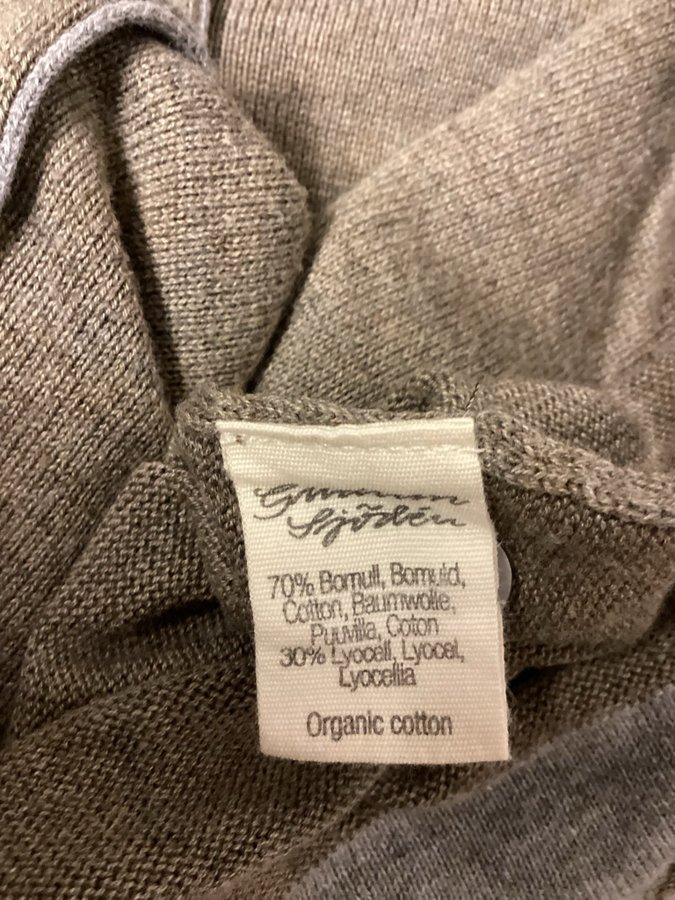 Gudrun
Sjödén
70% Bomull, Bomuld,
Cotton, Baumwolle,
Puuvilla, Coton
30% Lyocell, Lyocel,
Lyocellia
Organic cotton